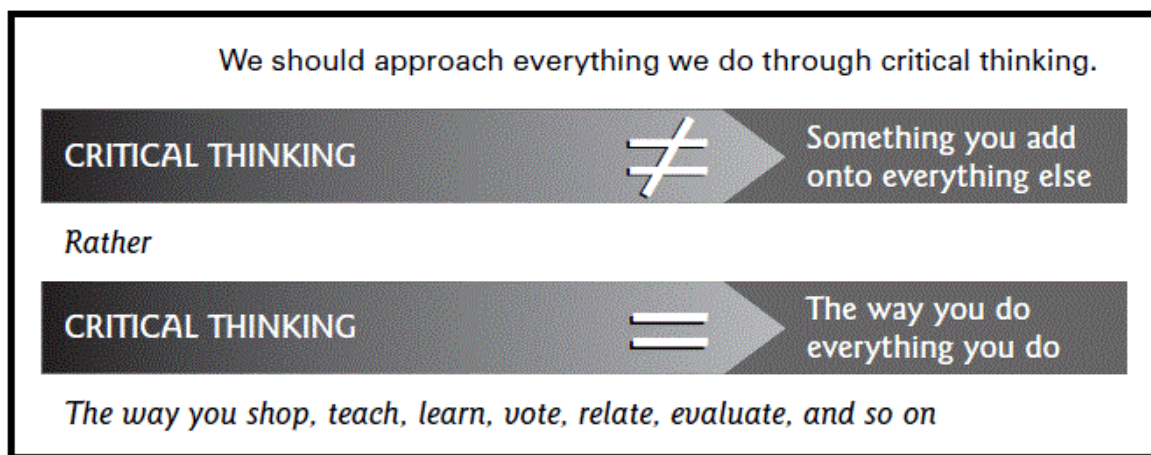 We should approach everything we do through critical thinking.
CRITICAL THINKING
≠
Something you add
onto everything else
Rather
CRITICAL THINKING
=
The way you do
everything you do
The way you shop, teach, learn, vote, relate, evaluate, and so on